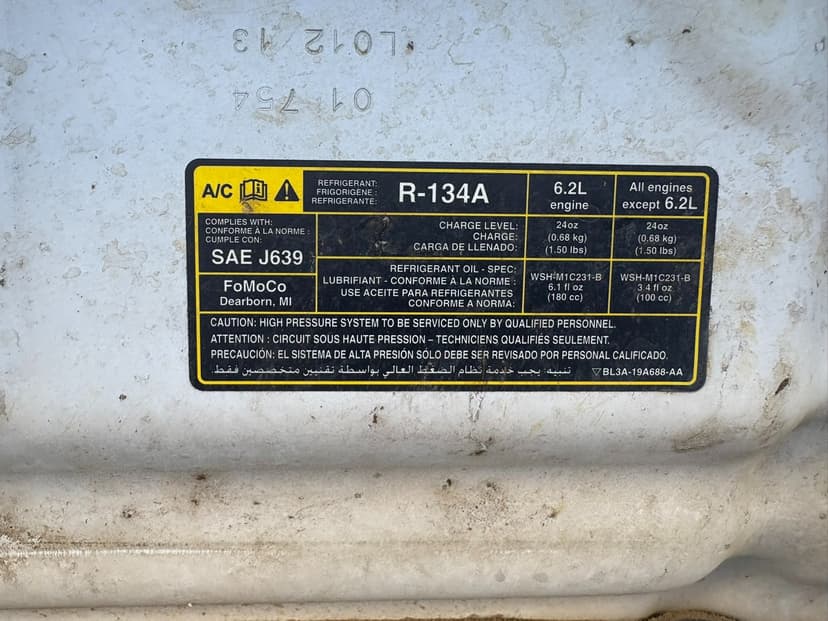 A/C
REFRIGERANT:
FRIGORIGÈNE :
REFRIGERANTE:
R-134A
6.2L
engine
All engines
except 6.2L
COMPLIES WITH:
CONFORME À LA NORME :
CUMPLE CON:
SAE J639
CHARGE LEVEL:
CHARGE:
CARGA DE LLENADO:
24oz
(0.68 kg)
(1.50 lbs)
24oz
(0.68 kg)
(1.50 lbs)
FoMoCo
Dearborn, MI
REFRIGERANT OIL - SPEC:
LUBRIFIANT - CONFORME À LA NORME :
USE ACEITE PARA REFRIGERANTES
CONFORME A NORMA:
WSH-M1C231-B
6.1 fl oz
(180 cc)
WSH-M1C231-B
3.4 fl oz
(100 cc)
CAUTION: HIGH PRESSURE SYSTEM TO BE SERVICED ONLY BY QUALIFIED PERSONNEL.
ATTENTION : CIRCUIT SOUS HAUTE PRESSION - TECHNICIENS QUALIFIÉS SEULEMENT.
PRECAUCIÓN: EL SISTEMA DE ALTA PRESIÓN SÓLO DEBE SER REVISADO POR PERSONAL CALIFICADO.
تنبيه: يجب خدمة نظام الضغط العالي بواسطة تقنيين متخصصين فقط
BL3A-19A688-AA